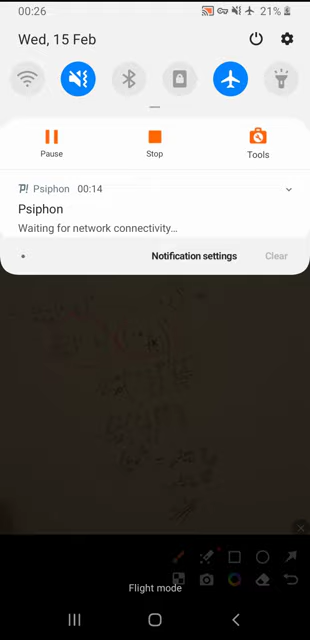 00:26
21%
Wed, 15 Feb
Pause
Stop
Tools
Psiphon 00:14
Psiphon
Waiting for network connectivity...
Notification settings
Clear
Flight mode